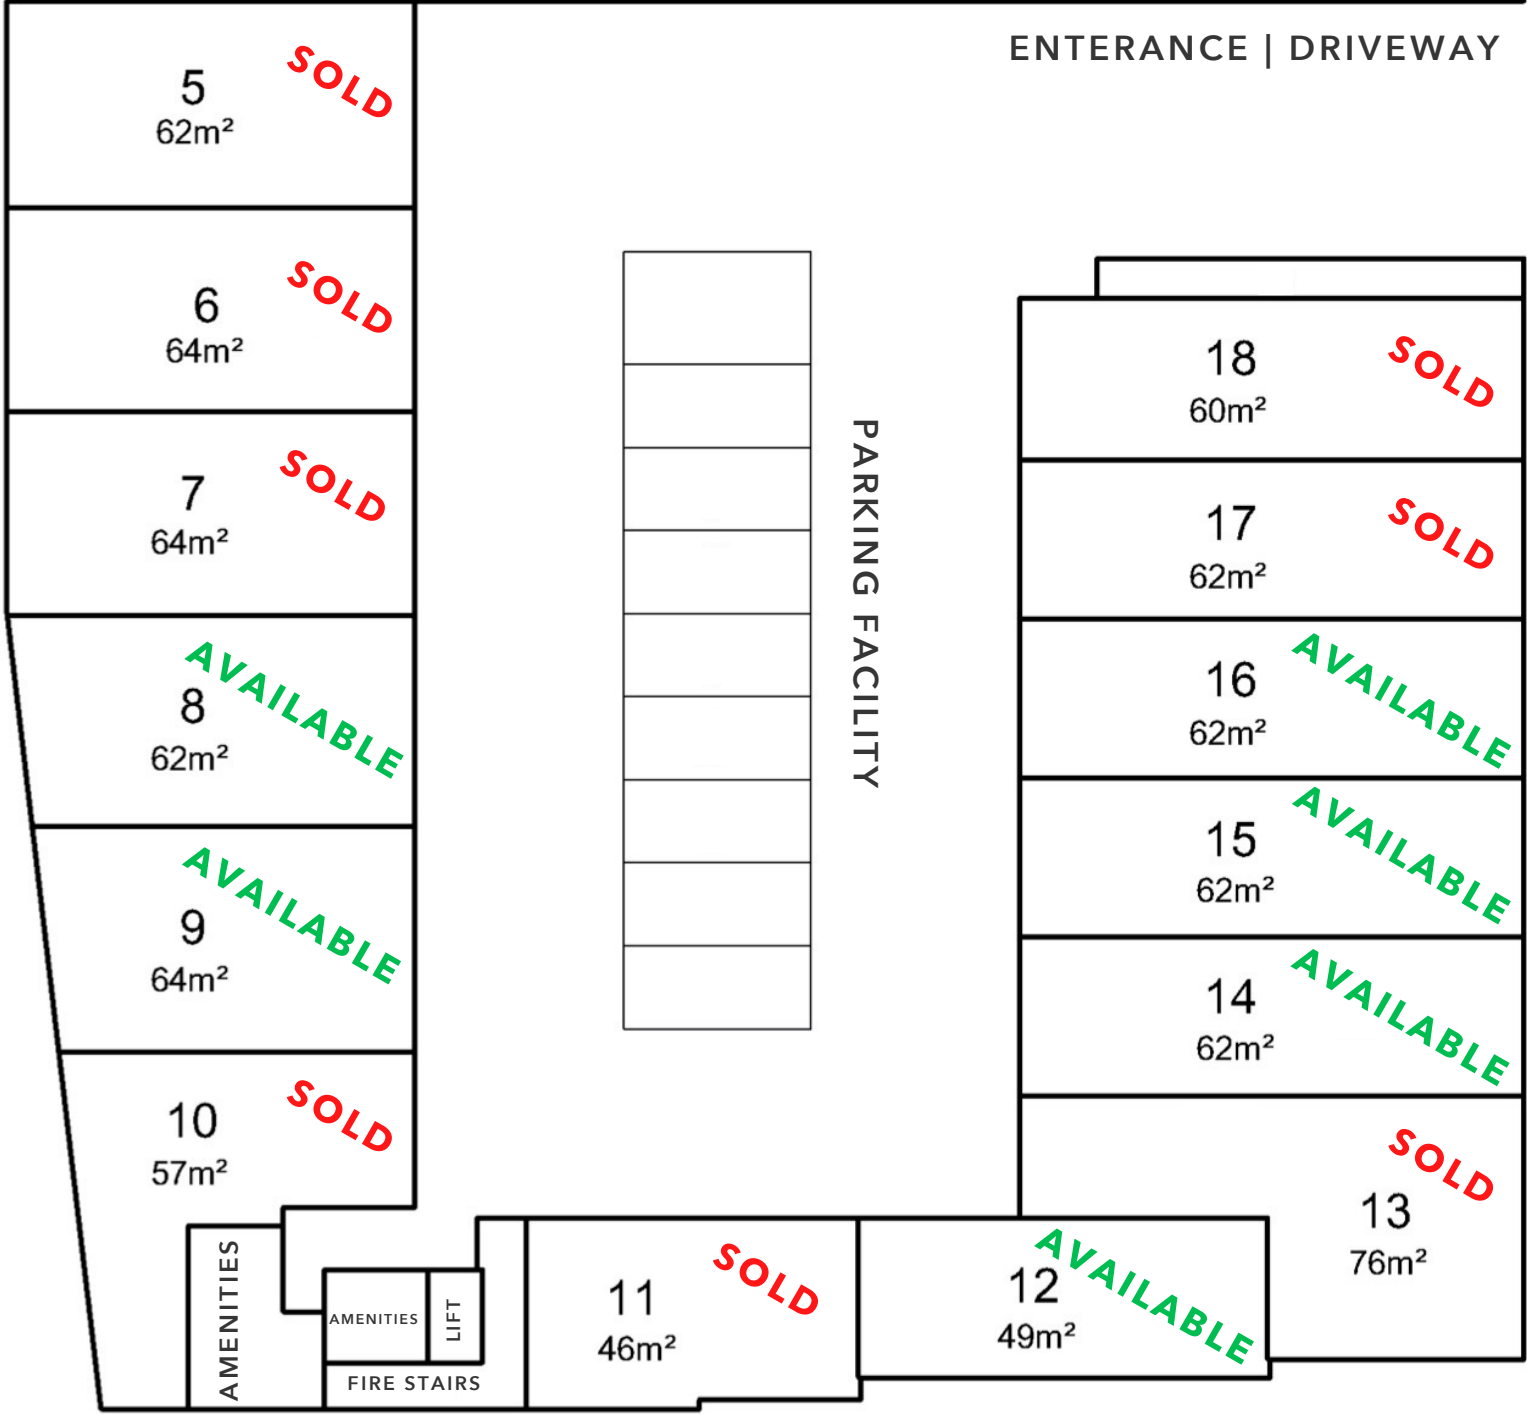 ENTERANCE | DRIVEWAY
5
62m²
SOLD
6
64m²
SOLD
7
64m²
SOLD
8
62m²
AVAILABLE
9
64m²
AVAILABLE
10
57m²
SOLD
AMENITIES
AMENITIES
LIFT
FIRE STAIRS
PARKING FACILITY
11
46m²
SOLD
12
49m²
AVAILABLE
18
60m²
SOLD
17
62m²
SOLD
16
62m²
AVAILABLE
15
62m²
AVAILABLE
14
62m²
AVAILABLE
13
76m²
SOLD